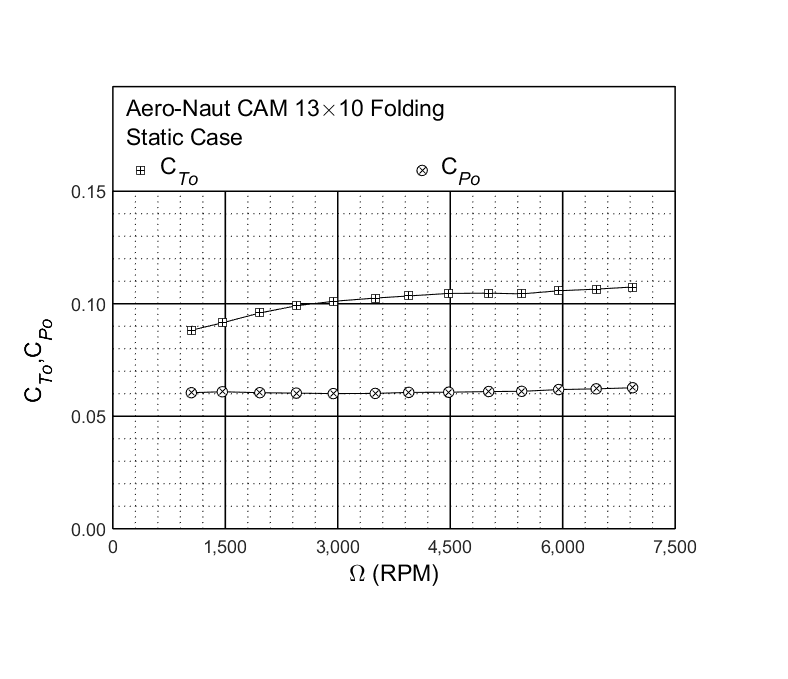 Aero-Naut CAM 13×10 Folding
Static Case
C_To
C_Po
0.15
0.10
0.05
0.00
C_To,C_Po
0 1,500 3,000 4,500 6,000 7,500
Ω (RPM)